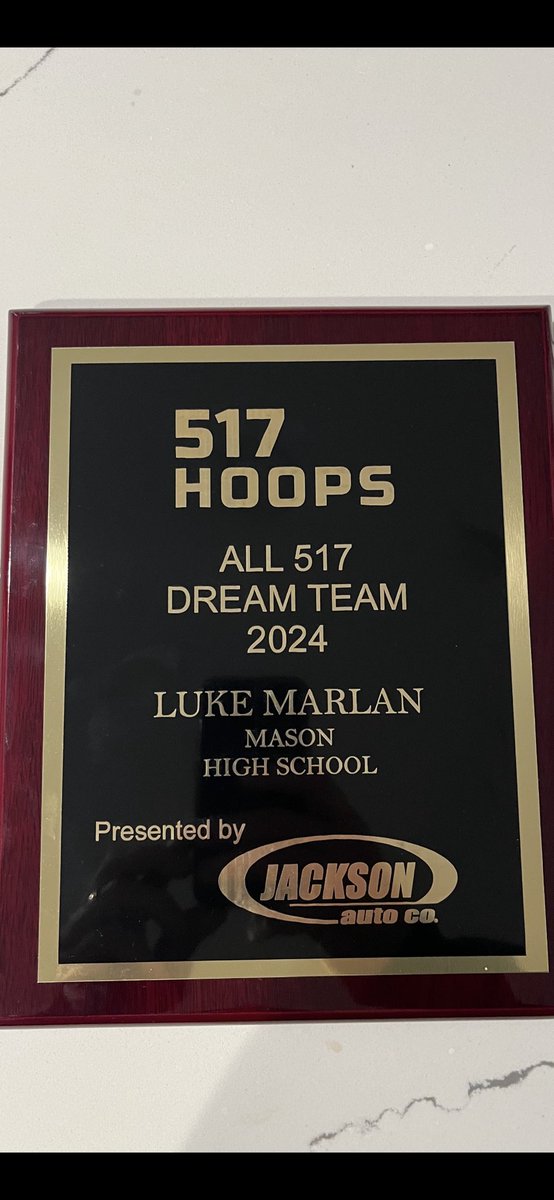 517
HOOPS
ALL 517
DREAM TEAM
2024
LUKE MARLAN
MASON
HIGH SCHOOL
Presented by
JACKSON
auto co.